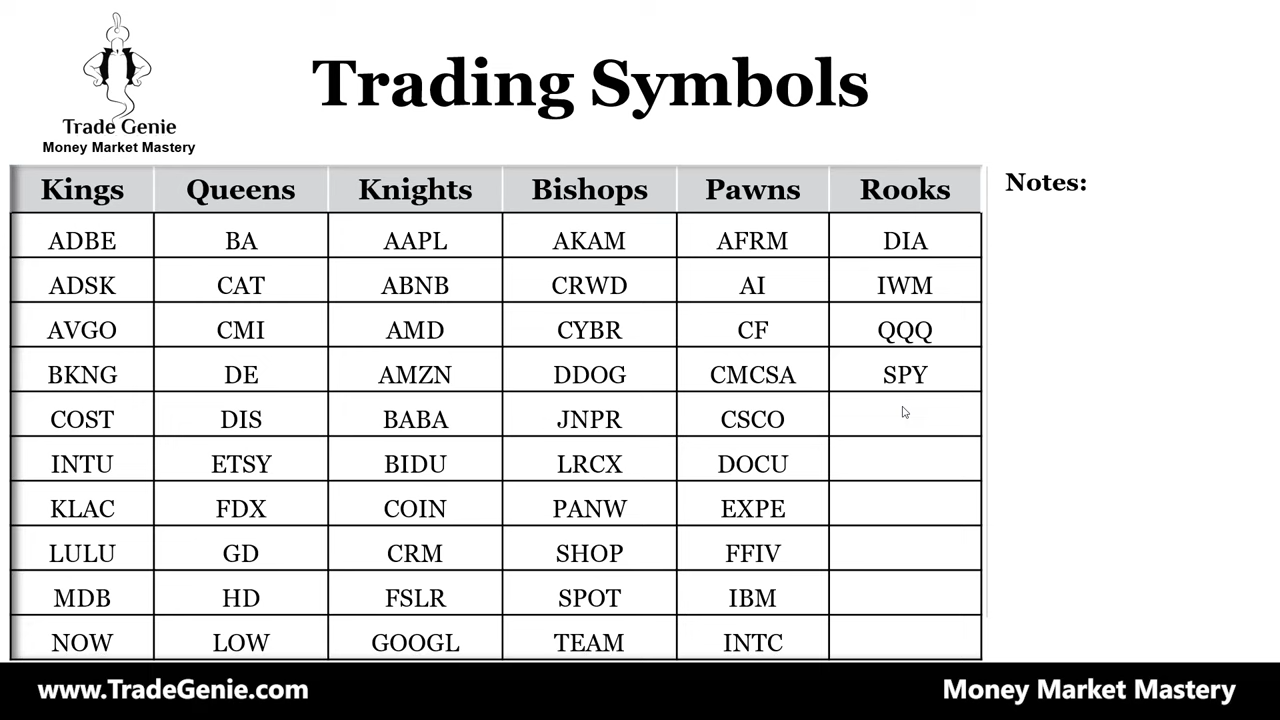 Trade Genie
Money Market Mastery
Trading Symbols
Kings Queens Knights Bishops Pawns Rooks
Notes:
ADBE BA AAPL AKAM AFRM DIA
ADSK CAT ABNB CRWD AI IWM
AVGO CMI AMD CYBR CF QQQ
BKNG DE AMZN DDOG CMCSA SPY
COST DIS BABA JNPR CSCO
INTU ETSY BIDU LRCX DOCU
KLAC FDX COIN PANW EXPE
LULU GD CRM SHOP FFIV
MDB HD FSLR SPOT IBM
NOW LOW GOOGL TEAM INTC
www.TradeGenie.com
Money Market Mastery